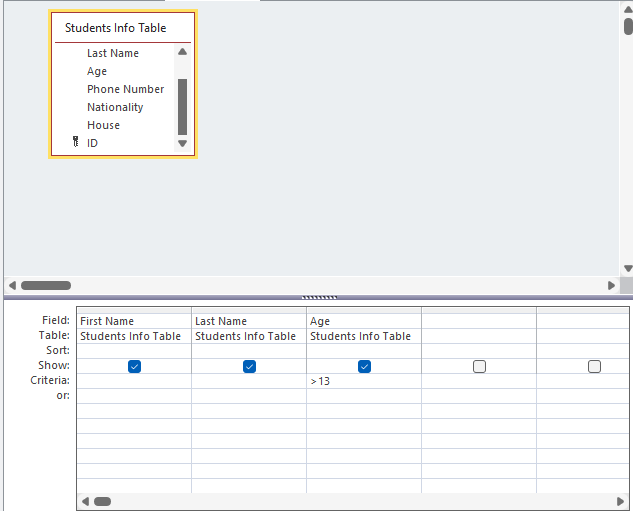 Students Info Table
Last Name
Age
Phone Number
Nationality
House
ID
Field: First Name Last Name Age
Table: Students Info Table Students Info Table Students Info Table
Sort:
Show:
Criteria: >13
or: